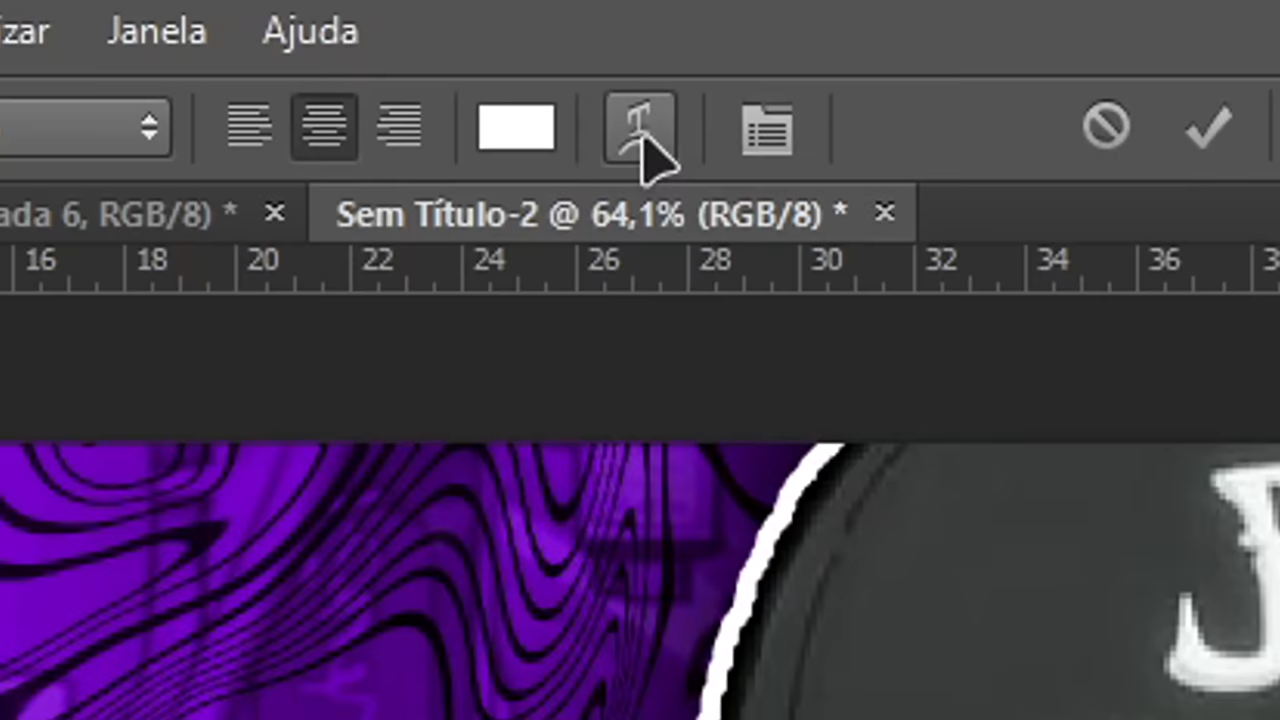 Janela Ajuda
ada 6, RGB/8) * × Sem Título-2 @ 64,1% (RGB/8) * ×
16 18 20 22 24 26 28 30 32 34 36
J